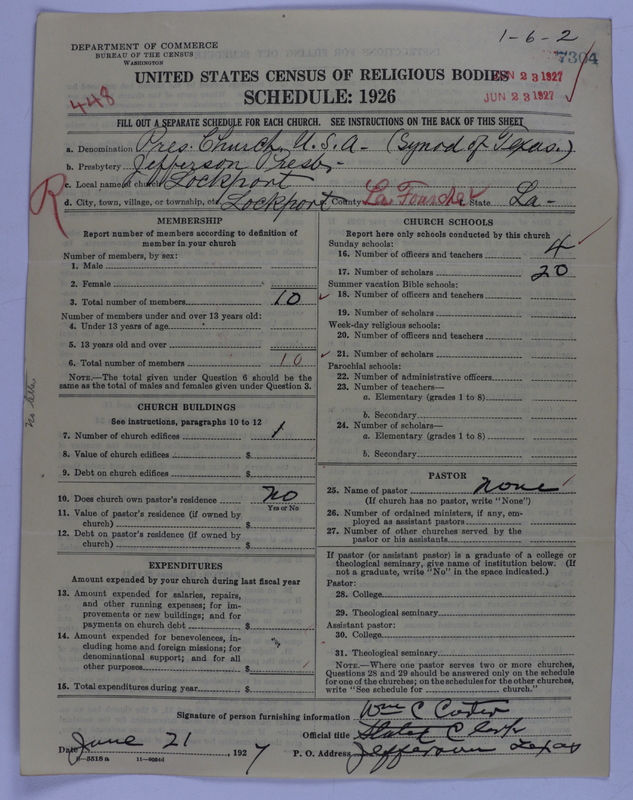 1-6-2
DEPARTMENT OF COMMERCE
BUREAU OF THE CENSUS
WASHINGTON
7304
UNITED STATES CENSUS OF RELIGIOUS BODIES
JUN 23 1927
SCHEDULE: 1926
JUN 23 1927
448
FILL OUT A SEPARATE SCHEDULE FOR EACH CHURCH. SEE INSTRUCTIONS ON THE BACK OF THIS SHEET
a. Denomination Pres. Church, U.S.A- (Synod of Texas.)
b. Presbytery Jefferson Presb-
c. Local name of church Lockport
R
d. City, town, village, or township, etc. Lockport County La Fourche State La-
MEMBERSHIP
Report number of members according to definition of member in your church
Number of members, by sex:
1. Male
2. Female
3. Total number of members 10
Number of members under and over 13 years old:
4. Under 13 years of age
5. 13 years old and over
6. Total number of members 10
NOTE.—The total given under Question 6 should be the same as the total of males and females given under Question 3.
CHURCH BUILDINGS
See instructions, paragraphs 10 to 12
7. Number of church edifices 1
8. Value of church edifices $
9. Debt on church edifices $
10. Does church own pastor's residence no
Yes or No
11. Value of pastor's residence (if owned by church) $
12. Debt on pastor's residence (if owned by church) $
EXPENDITURES
Amount expended by your church during last fiscal year
13. Amount expended for salaries, repairs, and other running expenses; for improvements or new buildings; and for payments on church debt $
14. Amount expended for benevolences, including home and foreign missions; for denominational support; and for all other purposes $
15. Total expenditures during year $
CHURCH SCHOOLS
Report here only schools conducted by this church
Sunday schools:
16. Number of officers and teachers 4
17. Number of scholars 20
Summer vacation Bible schools:
18. Number of officers and teachers
19. Number of scholars
Week-day religious schools:
20. Number of officers and teachers
21. Number of scholars
Parochial schools:
22. Number of administrative officers
23. Number of teachers—
a. Elementary (grades 1 to 8)
b. Secondary
24. Number of scholars—
a. Elementary (grades 1 to 8)
b. Secondary
PASTOR
25. Name of pastor none
(If church has no pastor, write "None")
26. Number of ordained ministers, if any, employed as assistant pastors
27. Number of other churches served by the pastor or his assistants
If pastor (or assistant pastor) is a graduate of a college or theological seminary, give name of institution below. (If not a graduate, write "No" in the space indicated.)
Pastor:
28. College
29. Theological seminary
Assistant pastor:
30. College
31. Theological seminary
NOTE.—Where one pastor serves two or more churches, Questions 28 and 29 should be answered only on the schedule for one of the churches; on the schedules for the other churches, write "See schedule for church."
Signature of person furnishing information Wm C
Official title Stated Clerk
Date June 21, 1927 P. O. Address Jefferson Texas
8-5518a